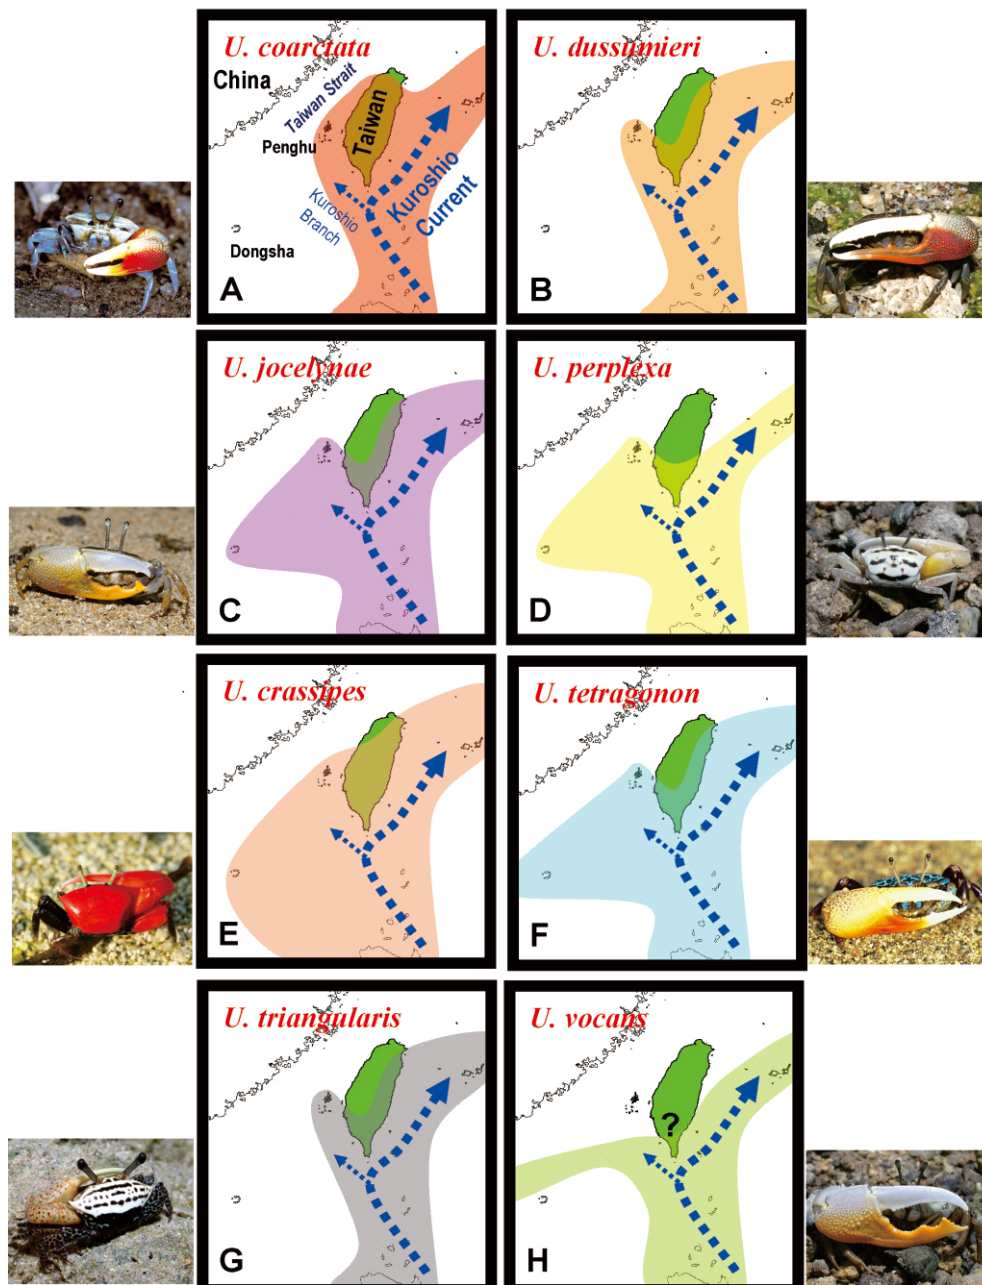 U. coarctata
China
Taiwan Strait
Taiwan
Penghu
Kuroshio
Branch
Kuroshio
Current
Dongsha
A
U. dussumieri
B
U. jocelynae
C
U. perplexa
D
U. crassipes
E
U. tetragonon
F
U. triangularis
G
U. vocans
?
H